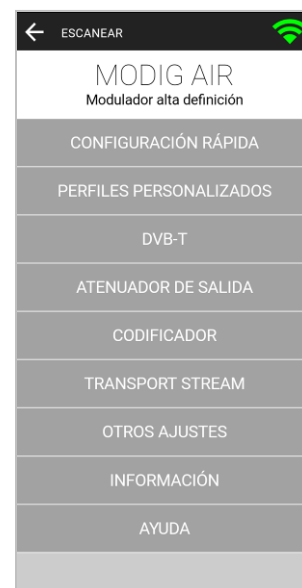 ESCANEAR
MODIG AIR
Modulador alta definición
CONFIGURACIÓN RÁPIDA
PERFILES PERSONALIZADOS
DVB-T
ATENUADOR DE SALIDA
CODIFICADOR
TRANSPORT STREAM
OTROS AJUSTES
INFORMACIÓN
AYUDA